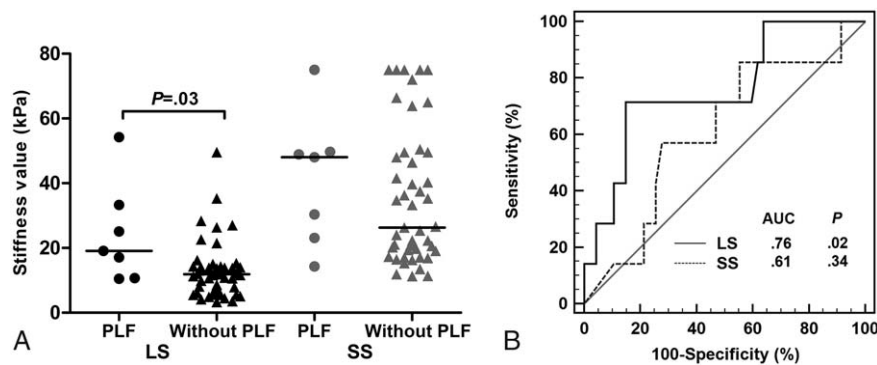 Stiffness value (kPa)
80
60
40
20
0
P=.03
PLF Without PLF PLF Without PLF
LS SS
A
Sensitivity (%)
100
80
60
40
20
0
AUC P
LS .76 .02
SS .61 .34
0 20 40 60 80 100
100-Specificity (%)
B